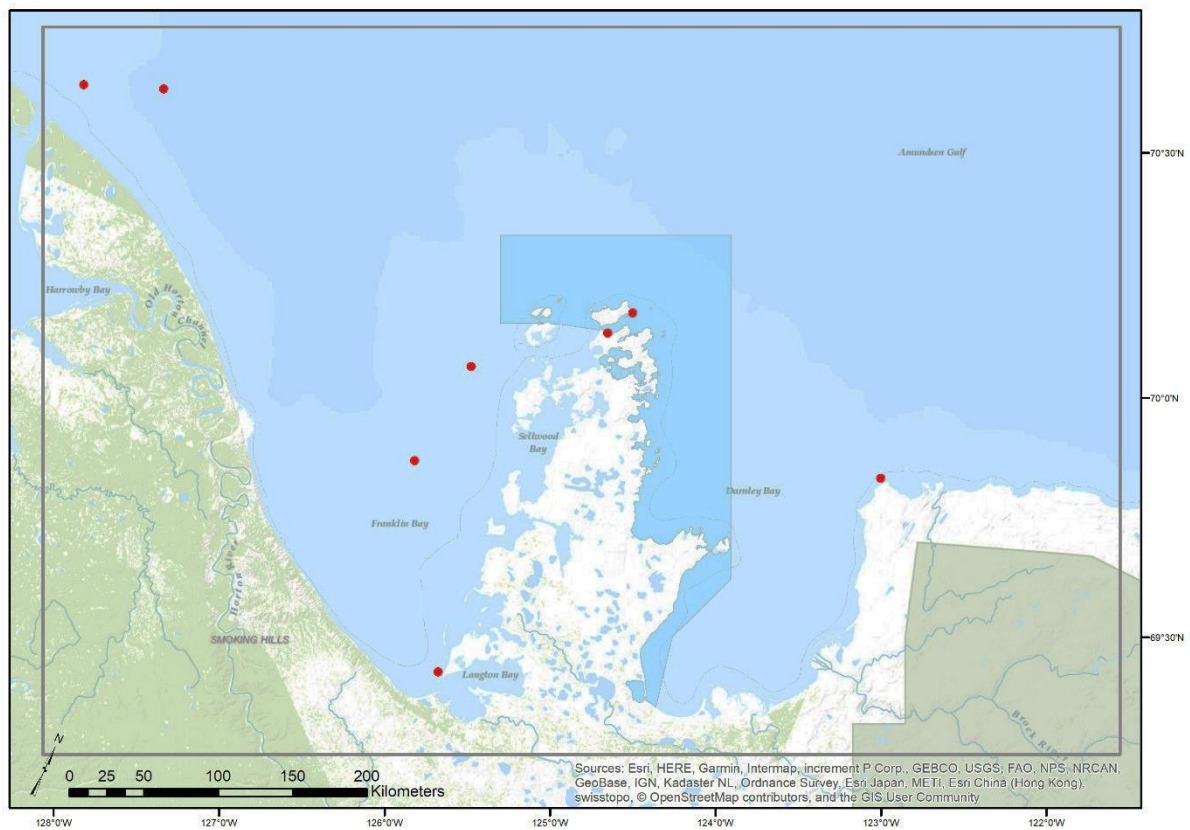 Amundsen Gulf
70°30'N
Harrowby Bay
Old Horton Channel
70°0'N
Sellwood
Bay
Darnley Bay
Franklin Bay
Horton River
SMOKING HILLS
69°30'N
Langton Bay
Brock River
N
0 25 50 100 150 200
Kilometers
Sources: Esri, HERE, Garmin, Intermap, increment P Corp., GEBCO, USGS, FAO, NPS, NRCAN,
GeoBase, IGN, Kadaster NL, Ordnance Survey, Esri Japan, METI, Esri China (Hong Kong),
swisstopo, © OpenStreetMap contributors, and the GIS User Community
128°0'W 127°0'W 126°0'W 125°0'W 124°0'W 123°0'W 122°0'W